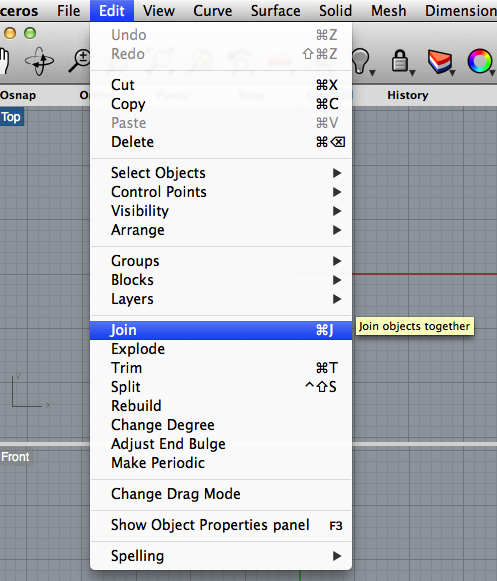 ceros File Edit View Curve Surface Solid Mesh Dimension
Osnap History
Top
Undo ⌘Z
Redo ⇧⌘Z
Cut ⌘X
Copy ⌘C
Paste ⌘V
Delete ⌘⌫
Select Objects ▶
Control Points ▶
Visibility ▶
Arrange ▶
Groups ▶
Blocks ▶
Layers ▶
Join ⌘J
Join objects together
Explode
Trim ⌘T
Split ^⇧S
Rebuild
Change Degree
Adjust End Bulge
Make Periodic
Change Drag Mode
Show Object Properties panel F3
Spelling ▶
Front